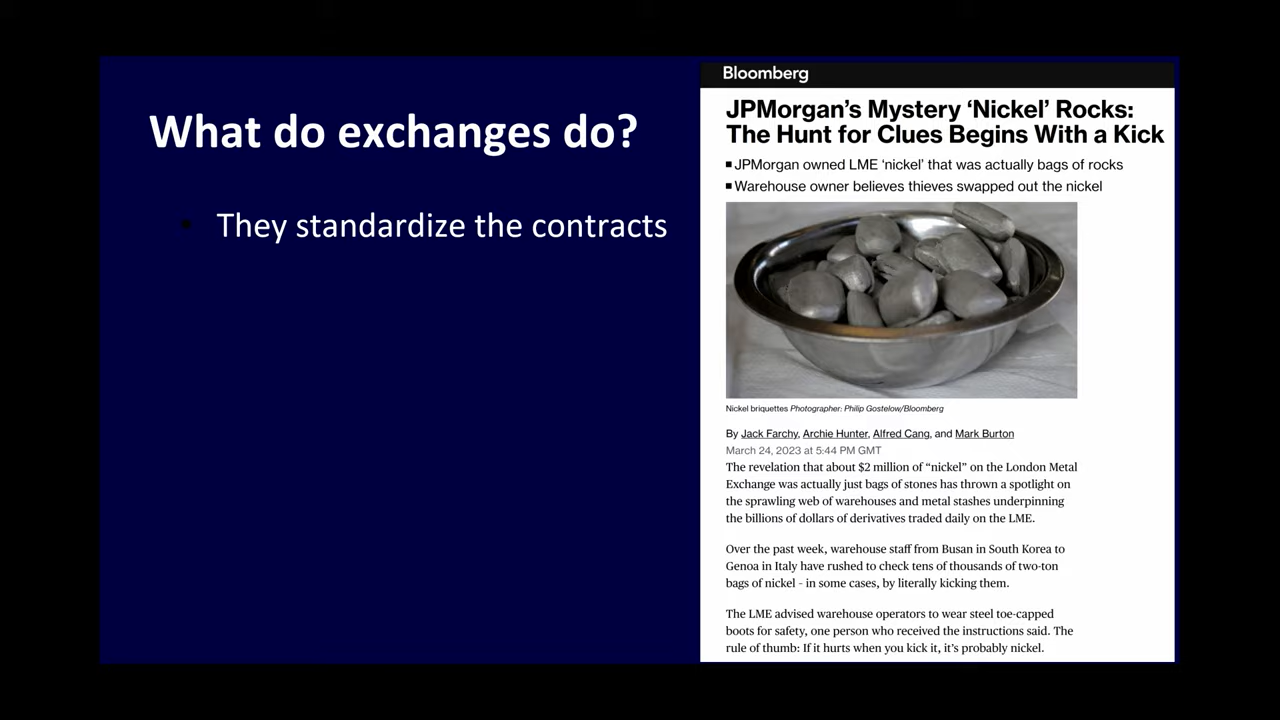 What do exchanges do?
• They standardize the contracts
Bloomberg
JPMorgan’s Mystery ‘Nickel’ Rocks:
The Hunt for Clues Begins With a Kick
▪ JPMorgan owned LME ‘nickel’ that was actually bags of rocks
▪ Warehouse owner believes thieves swapped out the nickel
Nickel briquettes Photographer: Philip Gostelow/Bloomberg
By Jack Farchy, Archie Hunter, Alfred Cang, and Mark Burton
March 24, 2023 at 5:44 PM GMT
The revelation that about $2 million of “nickel” on the London Metal
Exchange was actually just bags of stones has thrown a spotlight on
the sprawling web of warehouses and metal stashes underpinning
the billions of dollars of derivatives traded daily on the LME.
Over the past week, warehouse staff from Busan in South Korea to
Genoa in Italy have rushed to check tens of thousands of two-ton
bags of nickel - in some cases, by literally kicking them.
The LME advised warehouse operators to wear steel toe-capped
boots for safety, one person who received the instructions said. The
rule of thumb: If it hurts when you kick it, it’s probably nickel.